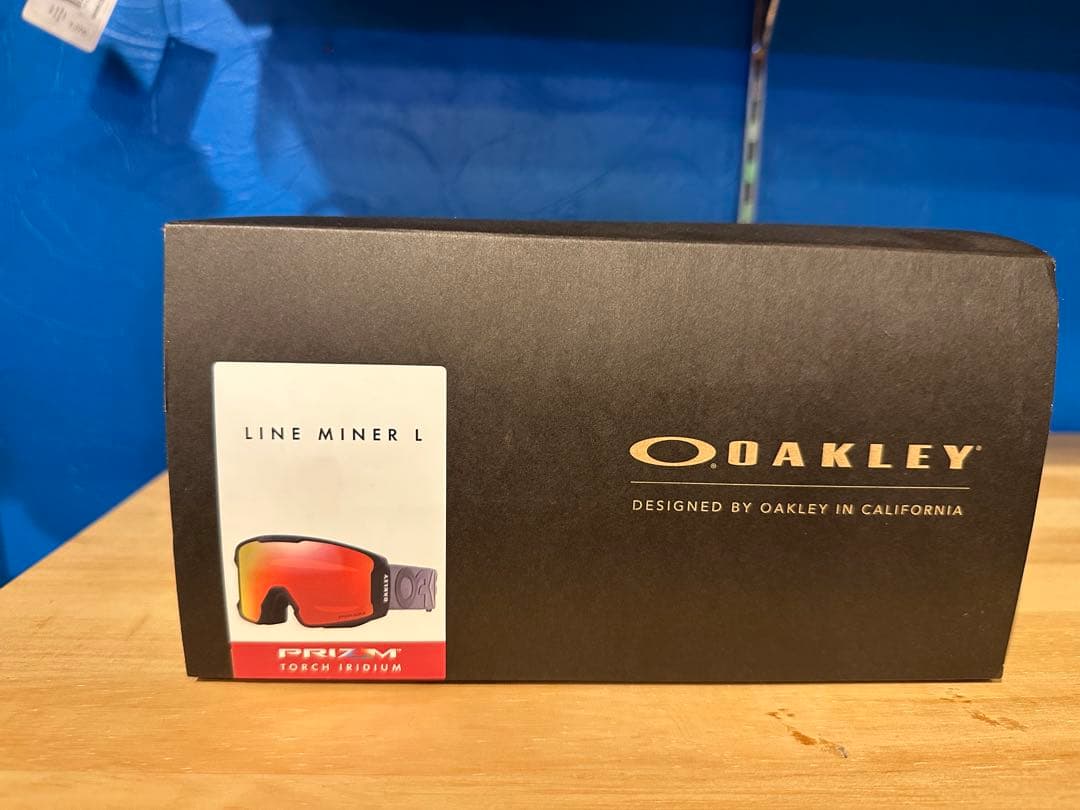 LINE MINER L
OAKLEY
PRIZM
TORCH IRIDIUM
OAKLEY®
DESIGNED BY OAKLEY IN CALIFORNIA